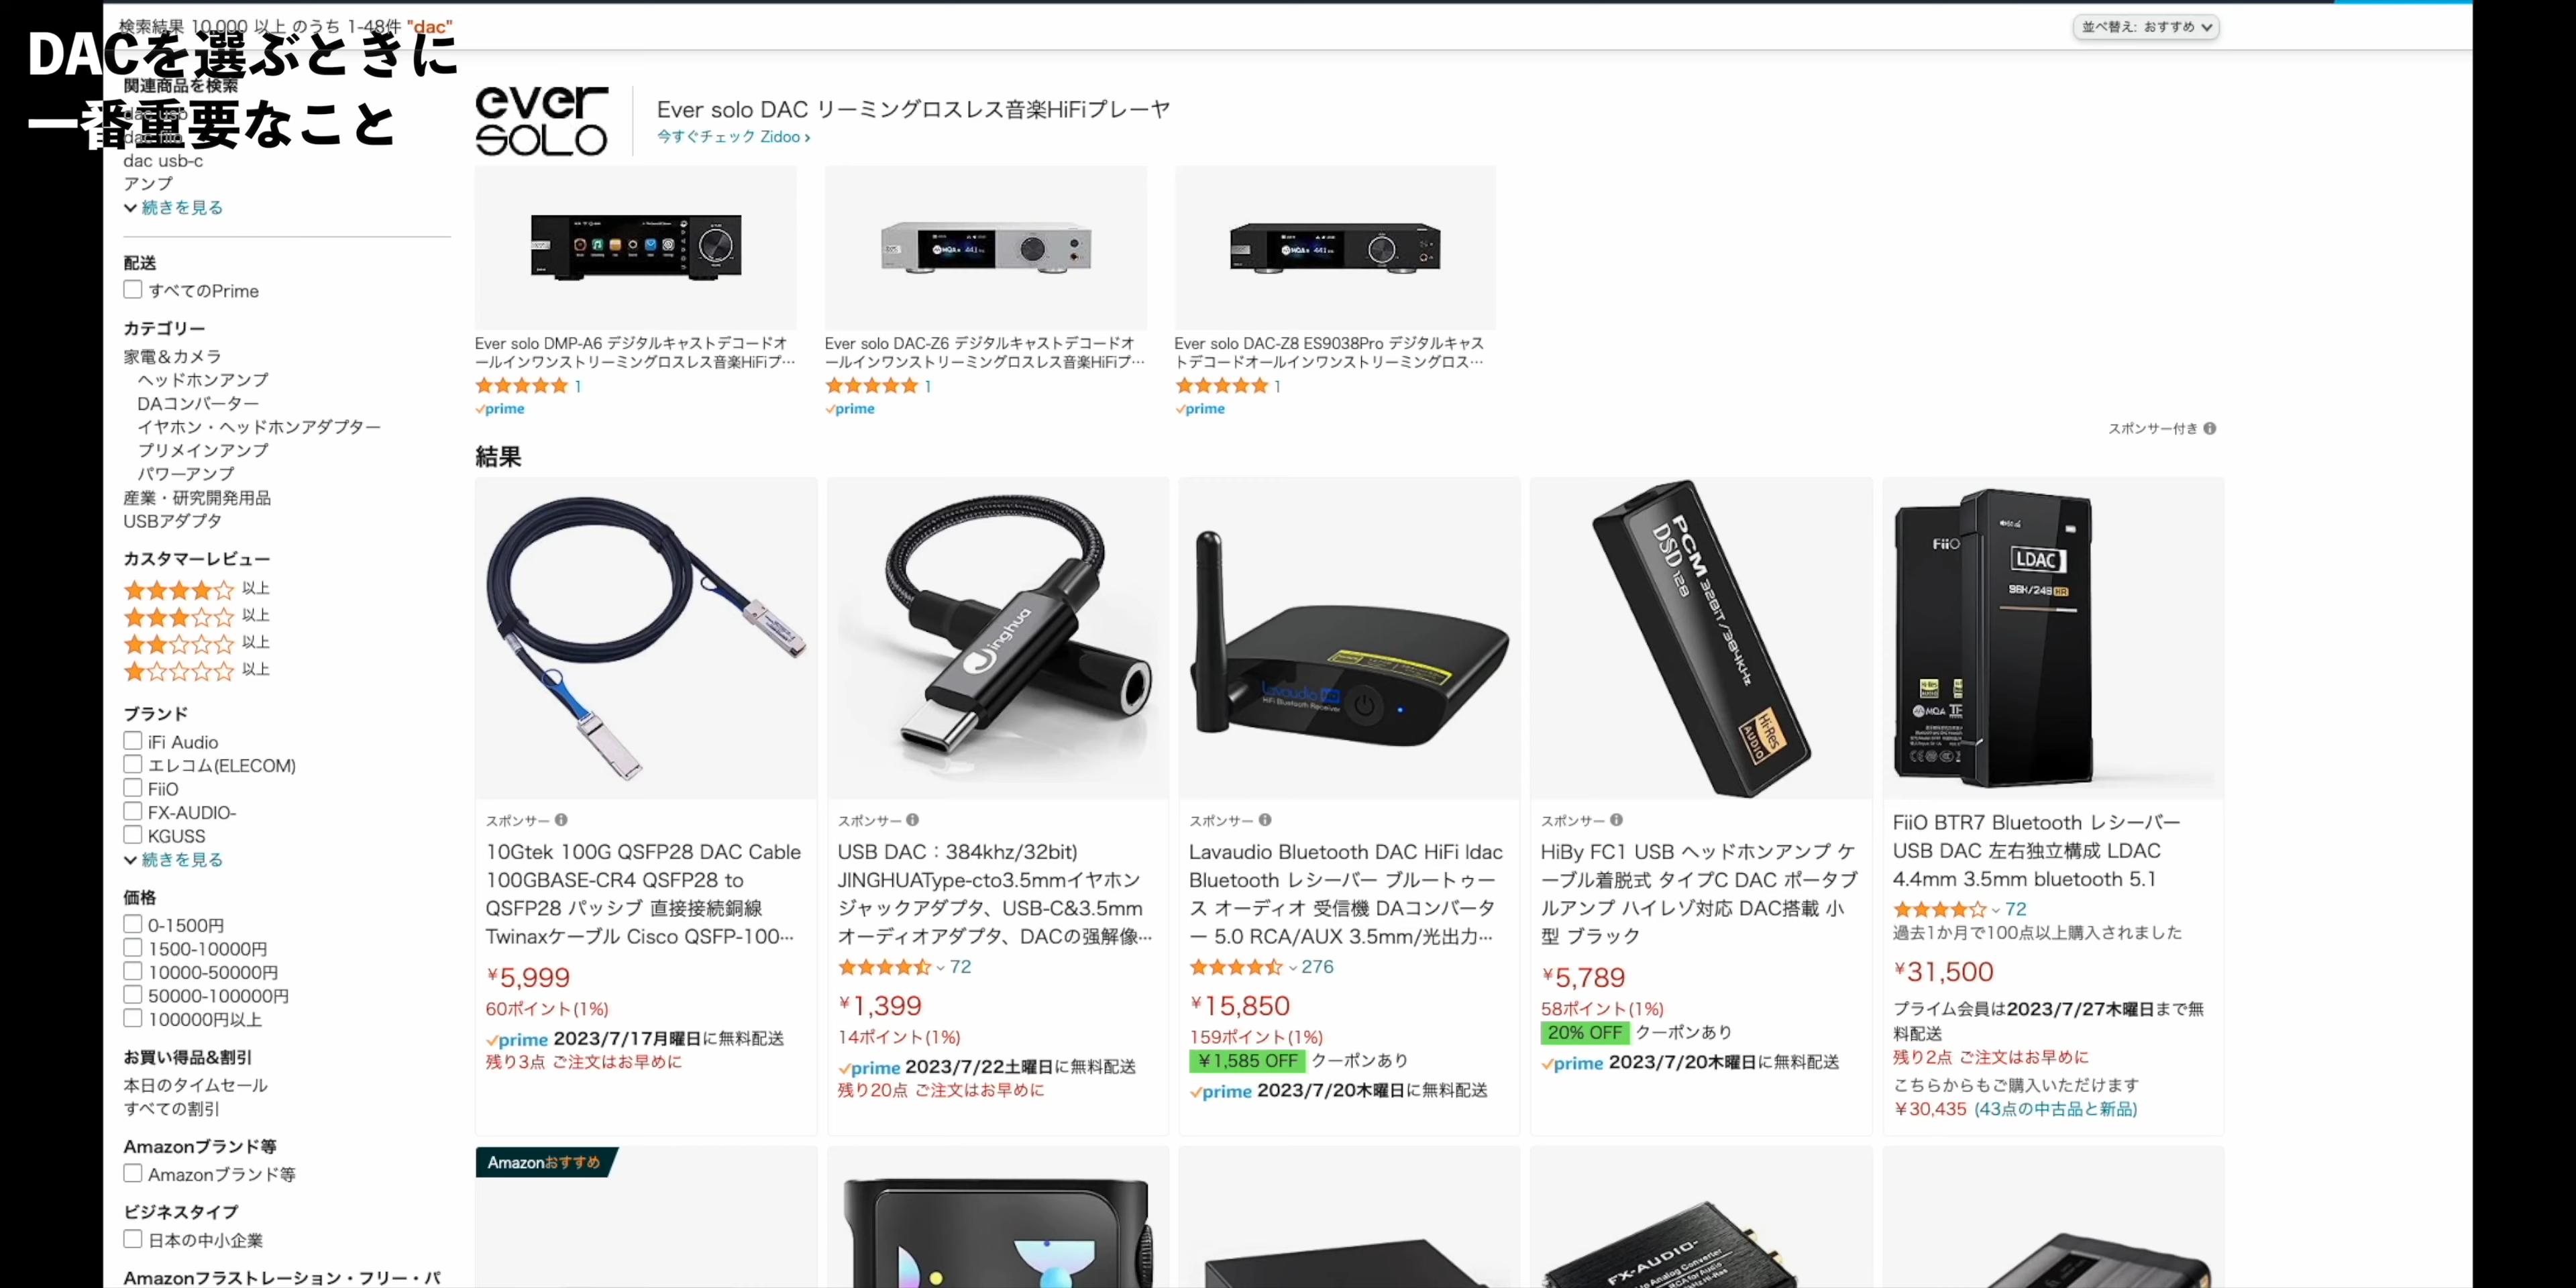 検索結果 10,000 以上 のうち 1-48件 "dac"
並べ替え: おすすめ
DACを選ぶときに
一番重要なこと
関連商品を検索
dac usb
dac fiio
dac usb-c
アンプ
続きを見る
配送
すべてのPrime
カテゴリー
家電＆カメラ
ヘッドホンアンプ
DAコンバーター
イヤホン・ヘッドホンアダプター
プリメインアンプ
パワーアンプ
産業・研究開発用品
USBアダプタ
カスタマーレビュー
以上
以上
以上
以上
ブランド
iFi Audio
エレコム(ELECOM)
FiiO
FX-AUDIO-
KGUSS
続きを見る
価格
0-1500円
1500-10000円
10000-50000円
50000-100000円
100000円以上
お買い得品&割引
本日のタイムセール
すべての割引
Amazonブランド等
Amazonブランド等
ビジネスタイプ
日本の中小企業
Amazonフラストレーション・フリー・パ
ever
SOLO
Ever solo DAC リーミングロスレス音楽HiFiプレーヤ
今すぐチェック Zidoo ›
Ever solo DMP-A6 デジタルキャストデコードオ
ールインワンストリーミングロスレス音楽HiFiプ…
1
prime
Ever solo DAC-Z6 デジタルキャストデコードオ
ールインワンストリーミングロスレス音楽HiFiプ…
1
prime
Ever solo DAC-Z8 ES9038Pro デジタルキャス
トデコードオールインワンストリーミングロス…
1
prime
スポンサー付き
結果
Jinghua
Lavaudio
HiFi Bluetooth Receiver
PCM 32BIT/384kHz
DSD 128
Hi-Res
AUDIO
FiiO
MQA
LDAC
96K/24B HR
スポンサー
10Gtek 100G QSFP28 DAC Cable
100GBASE-CR4 QSFP28 to
QSFP28 パッシブ 直接接続銅線
Twinaxケーブル Cisco QSFP-100…
¥5,999
60ポイント(1%)
prime 2023/7/17月曜日に無料配送
残り3点 ご注文はお早めに
スポンサー
USB DAC：384khz/32bit)
JINGHUAType-cto3.5mmイヤホン
ジャックアダプタ、USB-C&3.5mm
オーディオアダプタ、DACの强解像…
72
¥1,399
14ポイント(1%)
prime 2023/7/22土曜日に無料配送
残り20点 ご注文はお早めに
スポンサー
Lavaudio Bluetooth DAC HiFi ldac
Bluetooth レシーバー ブルートゥー
ス オーディオ 受信機 DAコンバータ
ー 5.0 RCA/AUX 3.5mm/光出力…
276
¥15,850
159ポイント(1%)
¥1,585 OFF クーポンあり
prime 2023/7/20木曜日に無料配送
スポンサー
HiBy FC1 USB ヘッドホンアンプ ケ
ーブル着脱式 タイプC DAC ポータブ
ルアンプ ハイレゾ対応 DAC搭載 小
型 ブラック
¥5,789
58ポイント(1%)
20% OFF クーポンあり
prime 2023/7/20木曜日に無料配送
FiiO BTR7 Bluetooth レシーバー
USB DAC 左右独立構成 LDAC
4.4mm 3.5mm bluetooth 5.1
72
過去1か月で100点以上購入されました
¥31,500
プライム会員は2023/7/27木曜日まで無
料配送
残り2点 ご注文はお早めに
こちらからもご購入いただけます
¥30,435 (43点の中古品と新品)
Amazonおすすめ
FX-AUDIO-